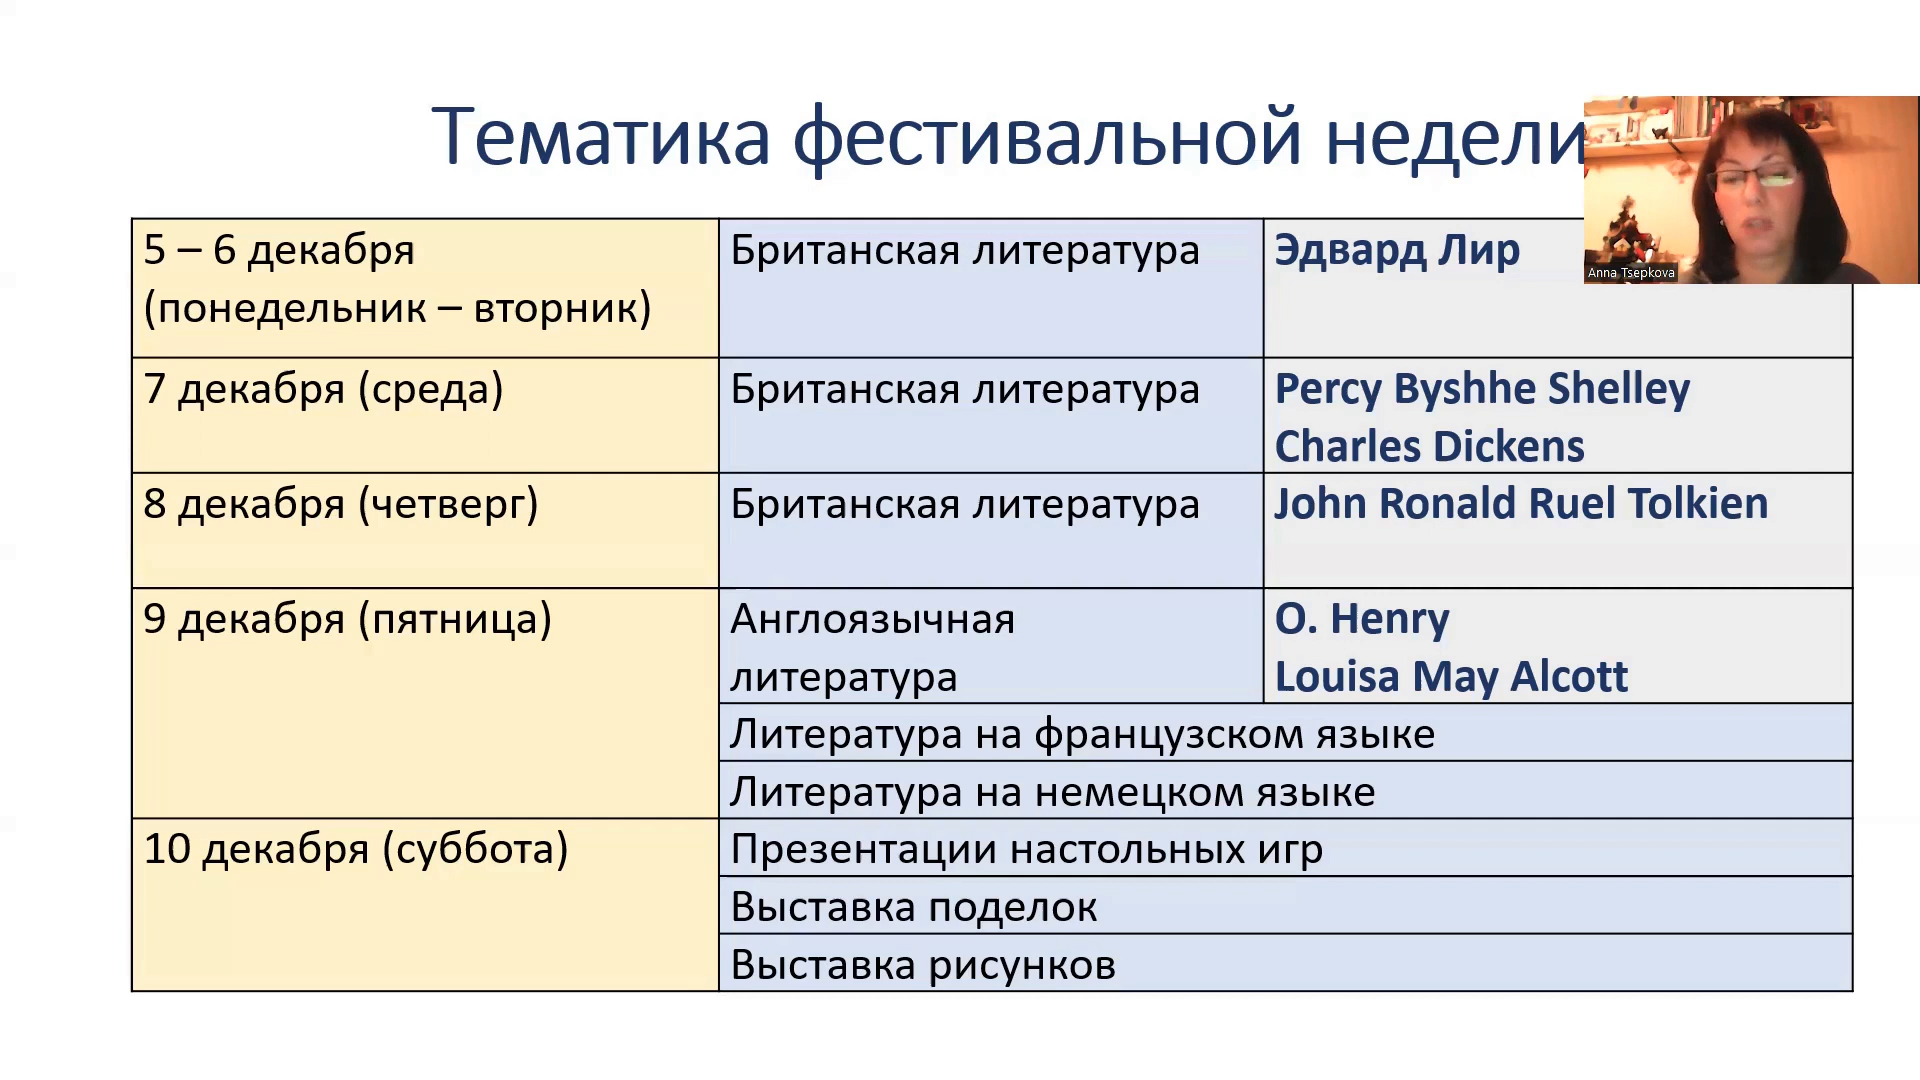 Тематика фестивальной недели
Anna Tsepkova
5 – 6 декабря
(понедельник – вторник)
Британская литература
Эдвард Лир
7 декабря (среда)
Британская литература
Percy Byshhe Shelley
Charles Dickens
8 декабря (четверг)
Британская литература
John Ronald Ruel Tolkien
9 декабря (пятница)
Англоязычная
литература
O. Henry
Louisa May Alcott
Литература на французском языке
Литература на немецком языке
10 декабря (суббота)
Презентации настольных игр
Выставка поделок
Выставка рисунков